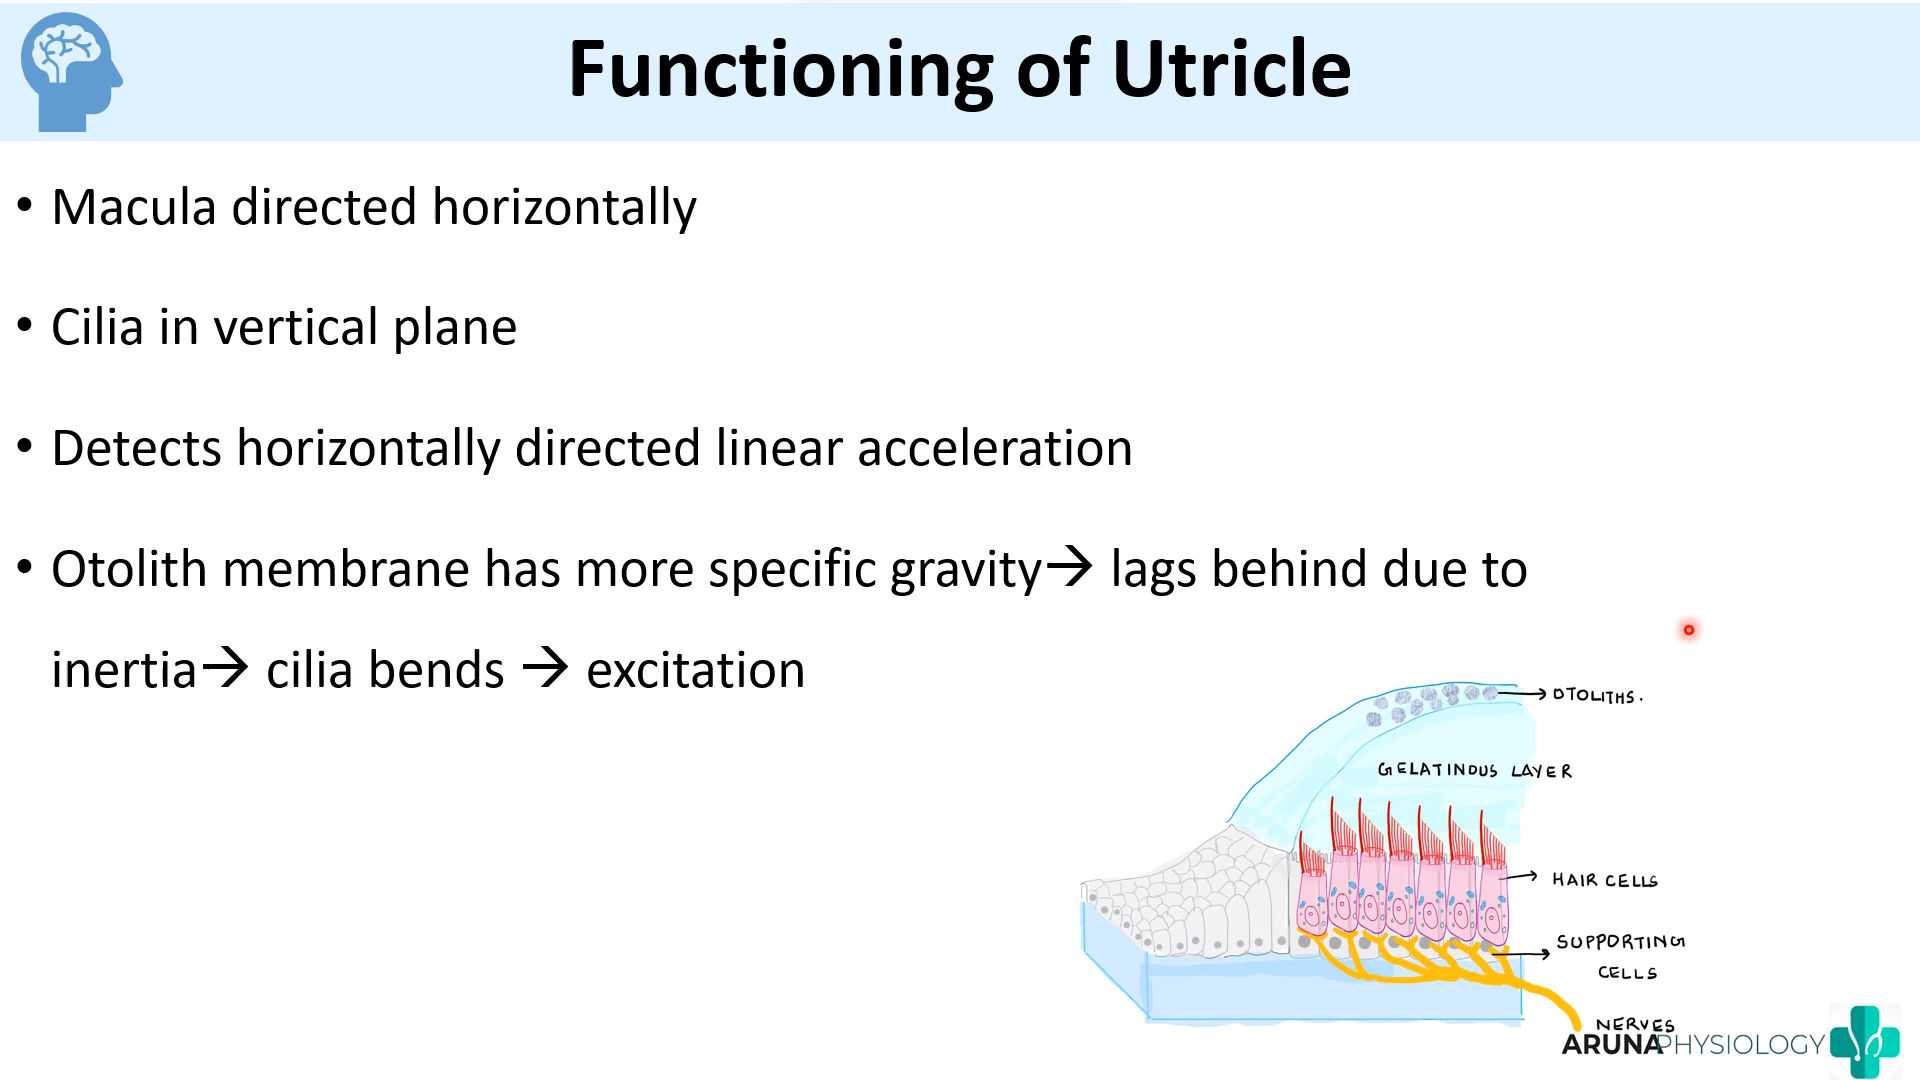 Functioning of Utricle
• Macula directed horizontally
• Cilia in vertical plane
• Detects horizontally directed linear acceleration
• Otolith membrane has more specific gravity→ lags behind due to
inertia→ cilia bends → excitation
OTOLITHS.
GELATINOUS LAYER
HAIR CELLS
SUPPORTING
CELLS
NERVES
ARUNA PHYSIOLOGY